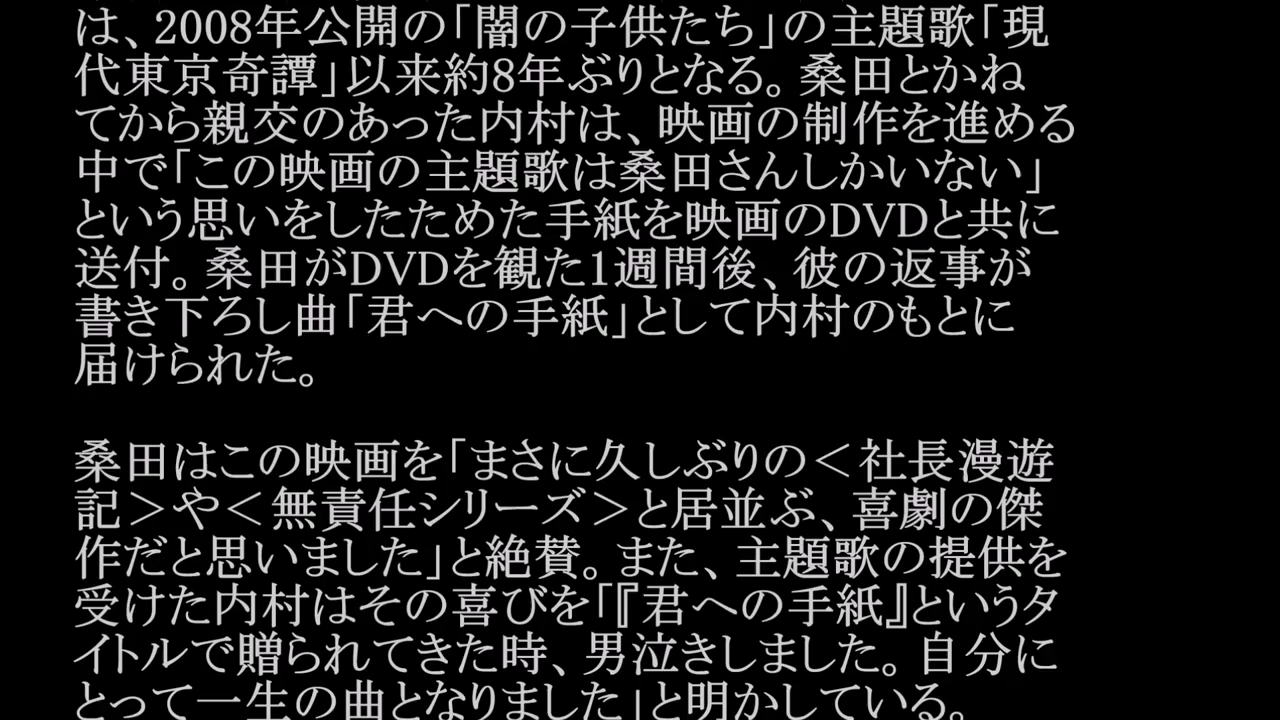 は、2008年公開の「闇の子供たち」の主題歌「現
代東京奇譚」以来約8年ぶりとなる。桑田とかね
てから親交のあった内村は、映画の制作を進める
中で「この映画の主題歌は桑田さんしかいない」
という思いをしたためた手紙を映画のDVDと共に
送付。桑田がDVDを観た1週間後、彼の返事が
書き下ろし曲「君への手紙」として内村のもとに
届けられた。
桑田はこの映画を「まさに久しぶりの＜社長漫遊
記＞や＜無責任シリーズ＞と居並ぶ、喜劇の傑
作だと思いました」と絶賛。また、主題歌の提供を
受けた内村はその喜びを「『君への手紙』というタ
イトルで贈られてきた時、男泣きしました。自分に
とって一生の曲となりました」と明かしている。